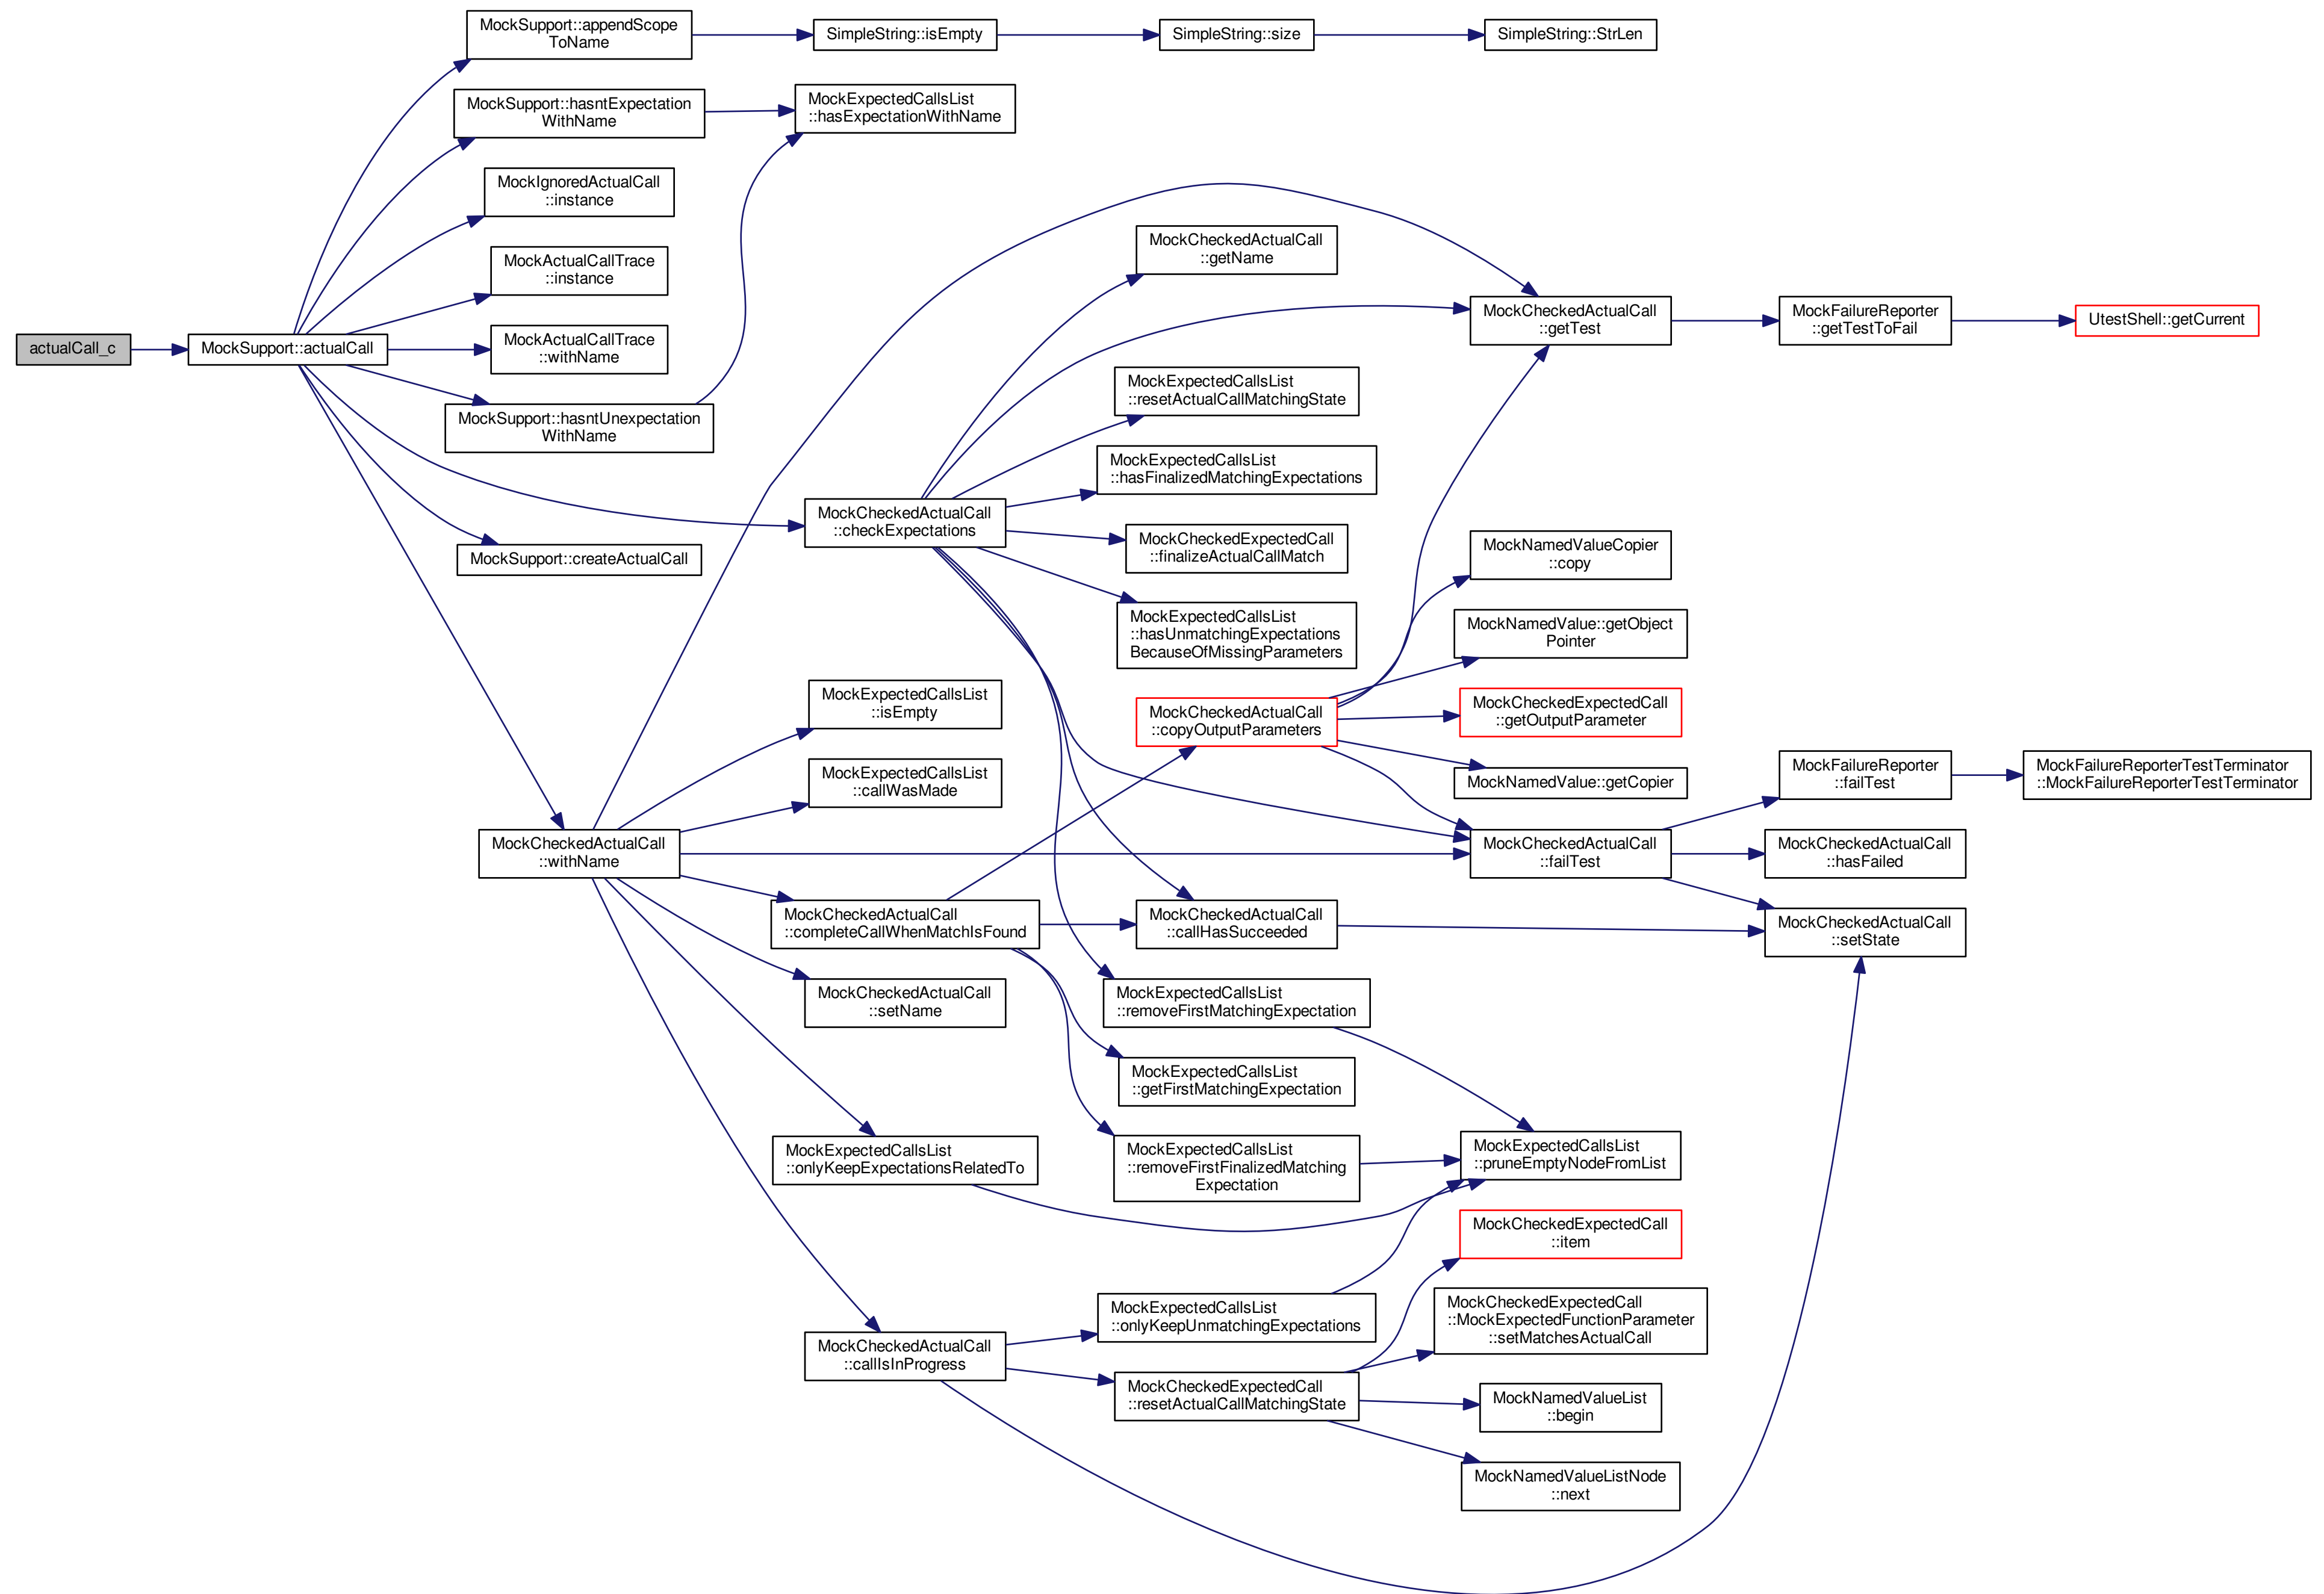 actualCall_c
MockSupport::actualCall
MockSupport::appendScope
ToName
SimpleString::isEmpty
SimpleString::size
SimpleString::StrLen
MockSupport::hasntExpectation
WithName
MockExpectedCallsList
::hasExpectationWithName
MockIgnoredActualCall
::instance
MockActualCallTrace
::instance
MockActualCallTrace
::withName
MockSupport::hasntUnexpectation
WithName
MockCheckedActualCall
::checkExpectations
MockSupport::createActualCall
MockCheckedActualCall
::withName
MockCheckedActualCall
::getName
MockCheckedActualCall
::getTest
MockFailureReporter
::getTestToFail
UtestShell::getCurrent
MockExpectedCallsList
::resetActualCallMatchingState
MockExpectedCallsList
::hasFinalizedMatchingExpectations
MockCheckedExpectedCall
::finalizeActualCallMatch
MockExpectedCallsList
::hasUnmatchingExpectations
BecauseOfMissingParameters
MockNamedValueCopier
::copy
MockNamedValue::getObject
Pointer
MockCheckedActualCall
::copyOutputParameters
MockCheckedExpectedCall
::getOutputParameter
MockNamedValue::getCopier
MockExpectedCallsList
::isEmpty
MockExpectedCallsList
::callWasMade
MockCheckedActualCall
::failTest
MockFailureReporter
::failTest
MockFailureReporterTestTerminator
::MockFailureReporterTestTerminator
MockCheckedActualCall
::hasFailed
MockCheckedActualCall
::setState
MockCheckedActualCall
::completeCallWhenMatchIsFound
MockCheckedActualCall
::callHasSucceeded
MockCheckedActualCall
::setName
MockExpectedCallsList
::removeFirstMatchingExpectation
MockExpectedCallsList
::getFirstMatchingExpectation
MockExpectedCallsList
::onlyKeepExpectationsRelatedTo
MockExpectedCallsList
::removeFirstFinalizedMatching
Expectation
MockExpectedCallsList
::pruneEmptyNodeFromList
MockCheckedExpectedCall
::item
MockExpectedCallsList
::onlyKeepUnmatchingExpectations
MockCheckedExpectedCall
::MockExpectedFunctionParameter
::setMatchesActualCall
MockCheckedActualCall
::callIsInProgress
MockCheckedExpectedCall
::resetActualCallMatchingState
MockNamedValueList
::begin
MockNamedValueListNode
::next